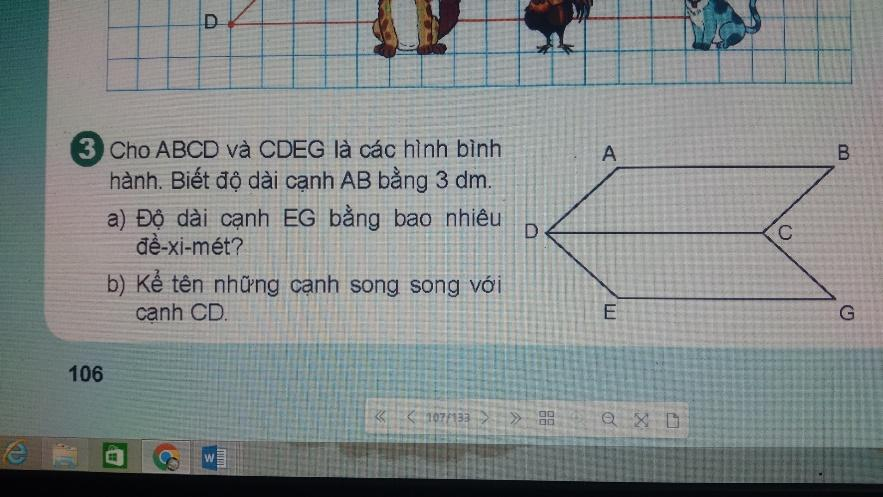 D
3 Cho ABCD và CDEG là các hình bình
hành. Biết độ dài cạnh AB bằng 3 dm.
a) Độ dài cạnh EG bằng bao nhiêu
đề-xi-mét?
b) Kể tên những cạnh song song với
cạnh CD.
A
B
D
C
E
G
106
107/133
W